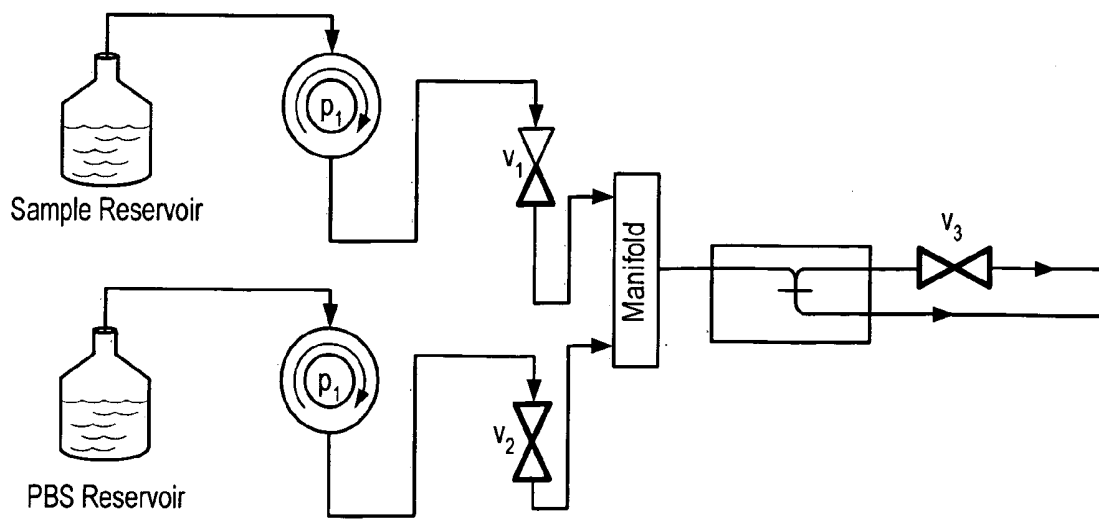 p1
v1
Sample Reservoir
Manifold
v3
p1
v2
PBS Reservoir